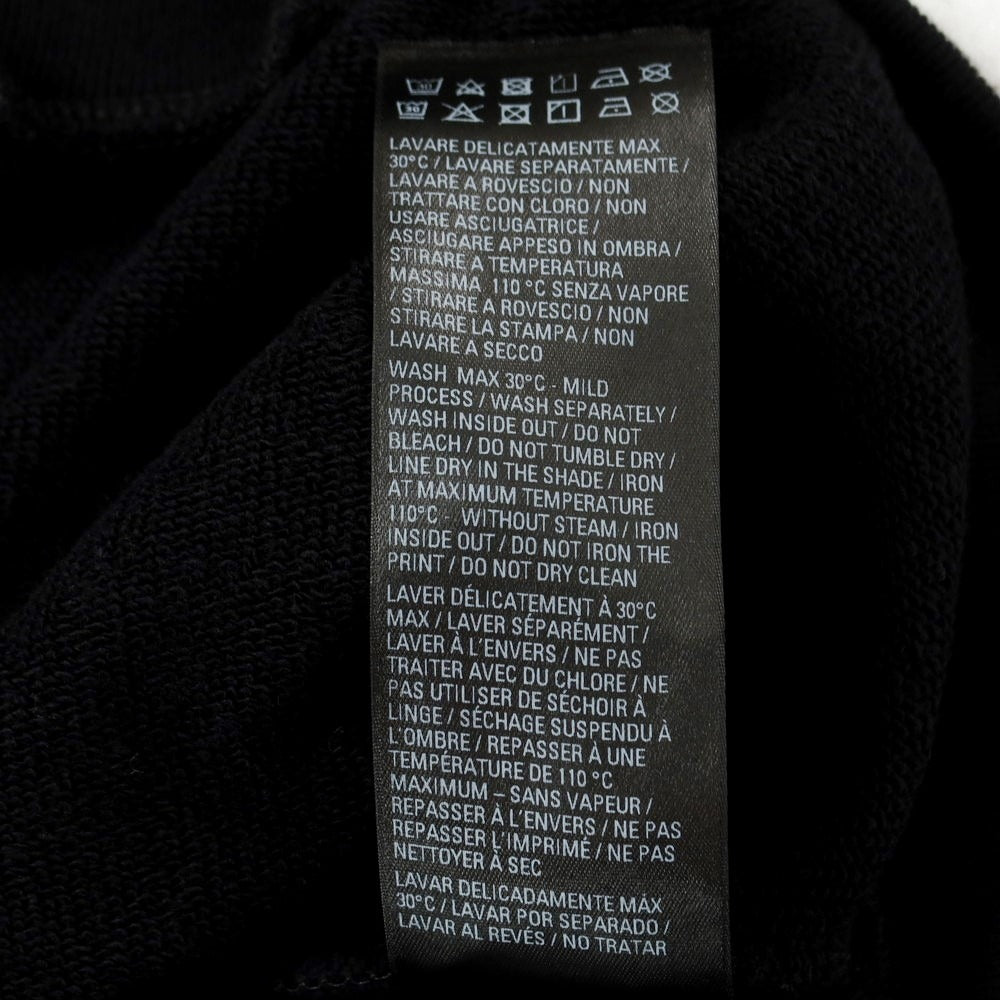 LAVARE DELICATAMENTE MAX
30°C / LAVARE SEPARATAMENTE /
LAVARE A ROVESCIO / NON
TRATTARE CON CLORO / NON
USARE ASCIUGATRICE /
ASCIUGARE APPESO IN OMBRA /
STIRARE A TEMPERATURA
MASSIMA 110 °C SENZA VAPORE
/ STIRARE A ROVESCIO / NON
STIRARE LA STAMPA / NON
LAVARE A SECCO
WASH MAX 30°C - MILD
PROCESS / WASH SEPARATELY /
WASH INSIDE OUT / DO NOT
BLEACH / DO NOT TUMBLE DRY /
LINE DRY IN THE SHADE / IRON
AT MAXIMUM TEMPERATURE
110°C - WITHOUT STEAM / IRON
INSIDE OUT / DO NOT IRON THE
PRINT / DO NOT DRY CLEAN
LAVER DÉLICATEMENT À 30°C
MAX / LAVER SÉPARÉMENT /
LAVER À L'ENVERS / NE PAS
TRAITER AVEC DU CHLORE / NE
PAS UTILISER DE SÉCHOIR À
LINGE / SÉCHAGE SUSPENDU À
L'OMBRE / REPASSER À UNE
TEMPÉRATURE DE 110 °C
MAXIMUM – SANS VAPEUR /
REPASSER À L'ENVERS / NE PAS
REPASSER L'IMPRIMÉ / NE PAS
NETTOYER À SEC
LAVAR DELICADAMENTE MÁX
30°C / LAVAR POR SEPARADO /
LAVAR AL REVÉS / NO TRATAR